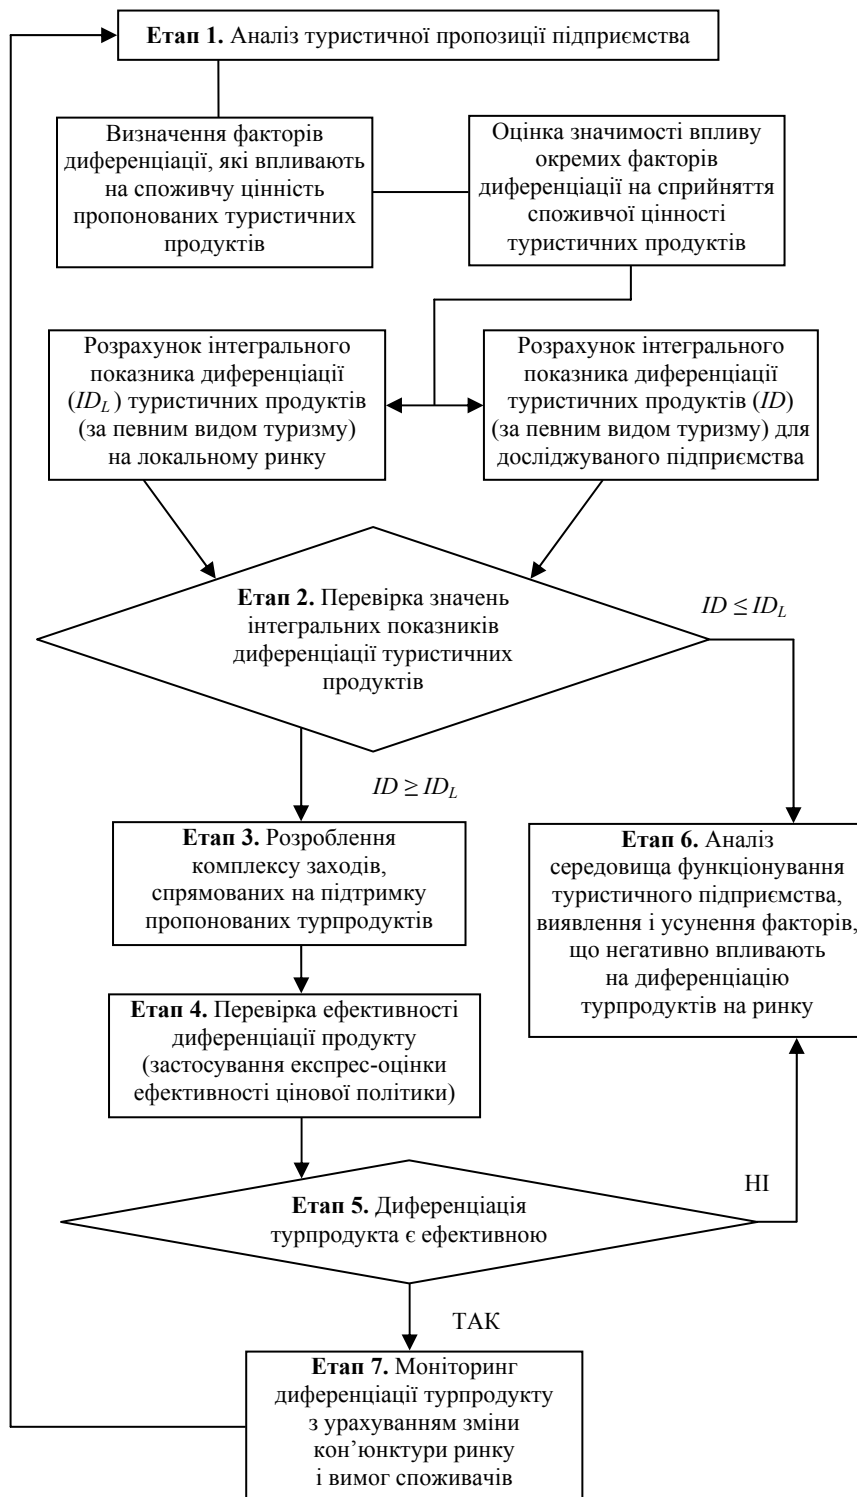 Етап 1. Аналіз туристичної пропозиції підприємства
Визначення факторів
диференціації, які впливають
на споживчу цінність
пропонованих туристичних
продуктів
Оцінка значимості впливу
окремих факторів
диференціації на сприйняття
споживчої цінності
туристичних продуктів
Розрахунок інтегрального
показника диференціації
(ID_L) туристичних продуктів
(за певним видом туризму)
на локальному ринку
Розрахунок інтегрального
показника диференціації
туристичних продуктів (ID)
(за певним видом туризму) для
досліджуваного підприємства
Етап 2. Перевірка значень
інтегральних показників
диференціації туристичних
продуктів
ID ≤ ID_L
ID ≥ ID_L
Етап 3. Розроблення
комплексу заходів,
спрямованих на підтримку
пропонованих турпродуктів
Етап 6. Аналіз
середовища функціонування
туристичного підприємства,
виявлення і усунення факторів,
що негативно впливають
на диференціацію
турпродуктів на ринку
Етап 4. Перевірка ефективності
диференціації продукту
(застосування експрес-оцінки
ефективності цінової політики)
Етап 5. Диференціація
турпродукта є ефективною
НІ
ТАК
Етап 7. Моніторинг
диференціації турпродукту
з урахуванням зміни
кон’юнктури ринку
і вимог споживачів